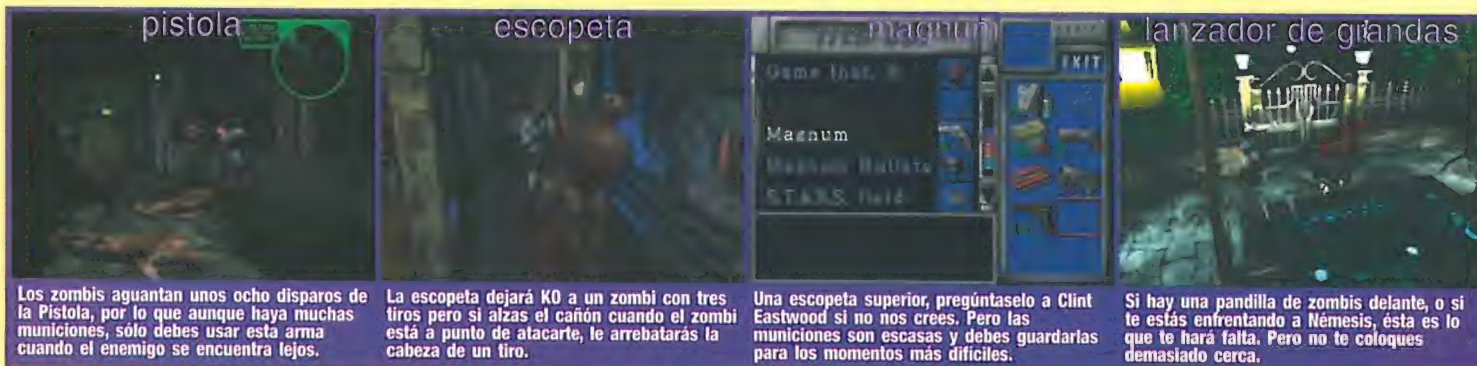 pistola
Los zombis aguantan unos ocho disparos de
la Pistola, por lo que aunque haya muchas
municiones, sólo debes usar esta arma
cuando el enemigo se encuentra lejos.
escopeta
La escopeta dejará KO a un zombi con tres
tiros pero si alzas el cañón cuando el zombi
está a punto de atacarte, le arrebatarás la
cabeza de un tiro.
magnum
EXIT
Game Inst. B
Magnum
Magnum Bullets
S.T.A.R.S. field
Una escopeta superior, pregúntaselo a Clint
Eastwood si no nos crees. Pero las
municiones son escasas y debes guardarlas
para los momentos más difíciles.
lanzador de grandas
Si hay una pandilla de zombis delante, o si
te estás enfrentando a Némesis, ésta es lo
que te hará falta. Pero no te coloques
demasiado cerca.